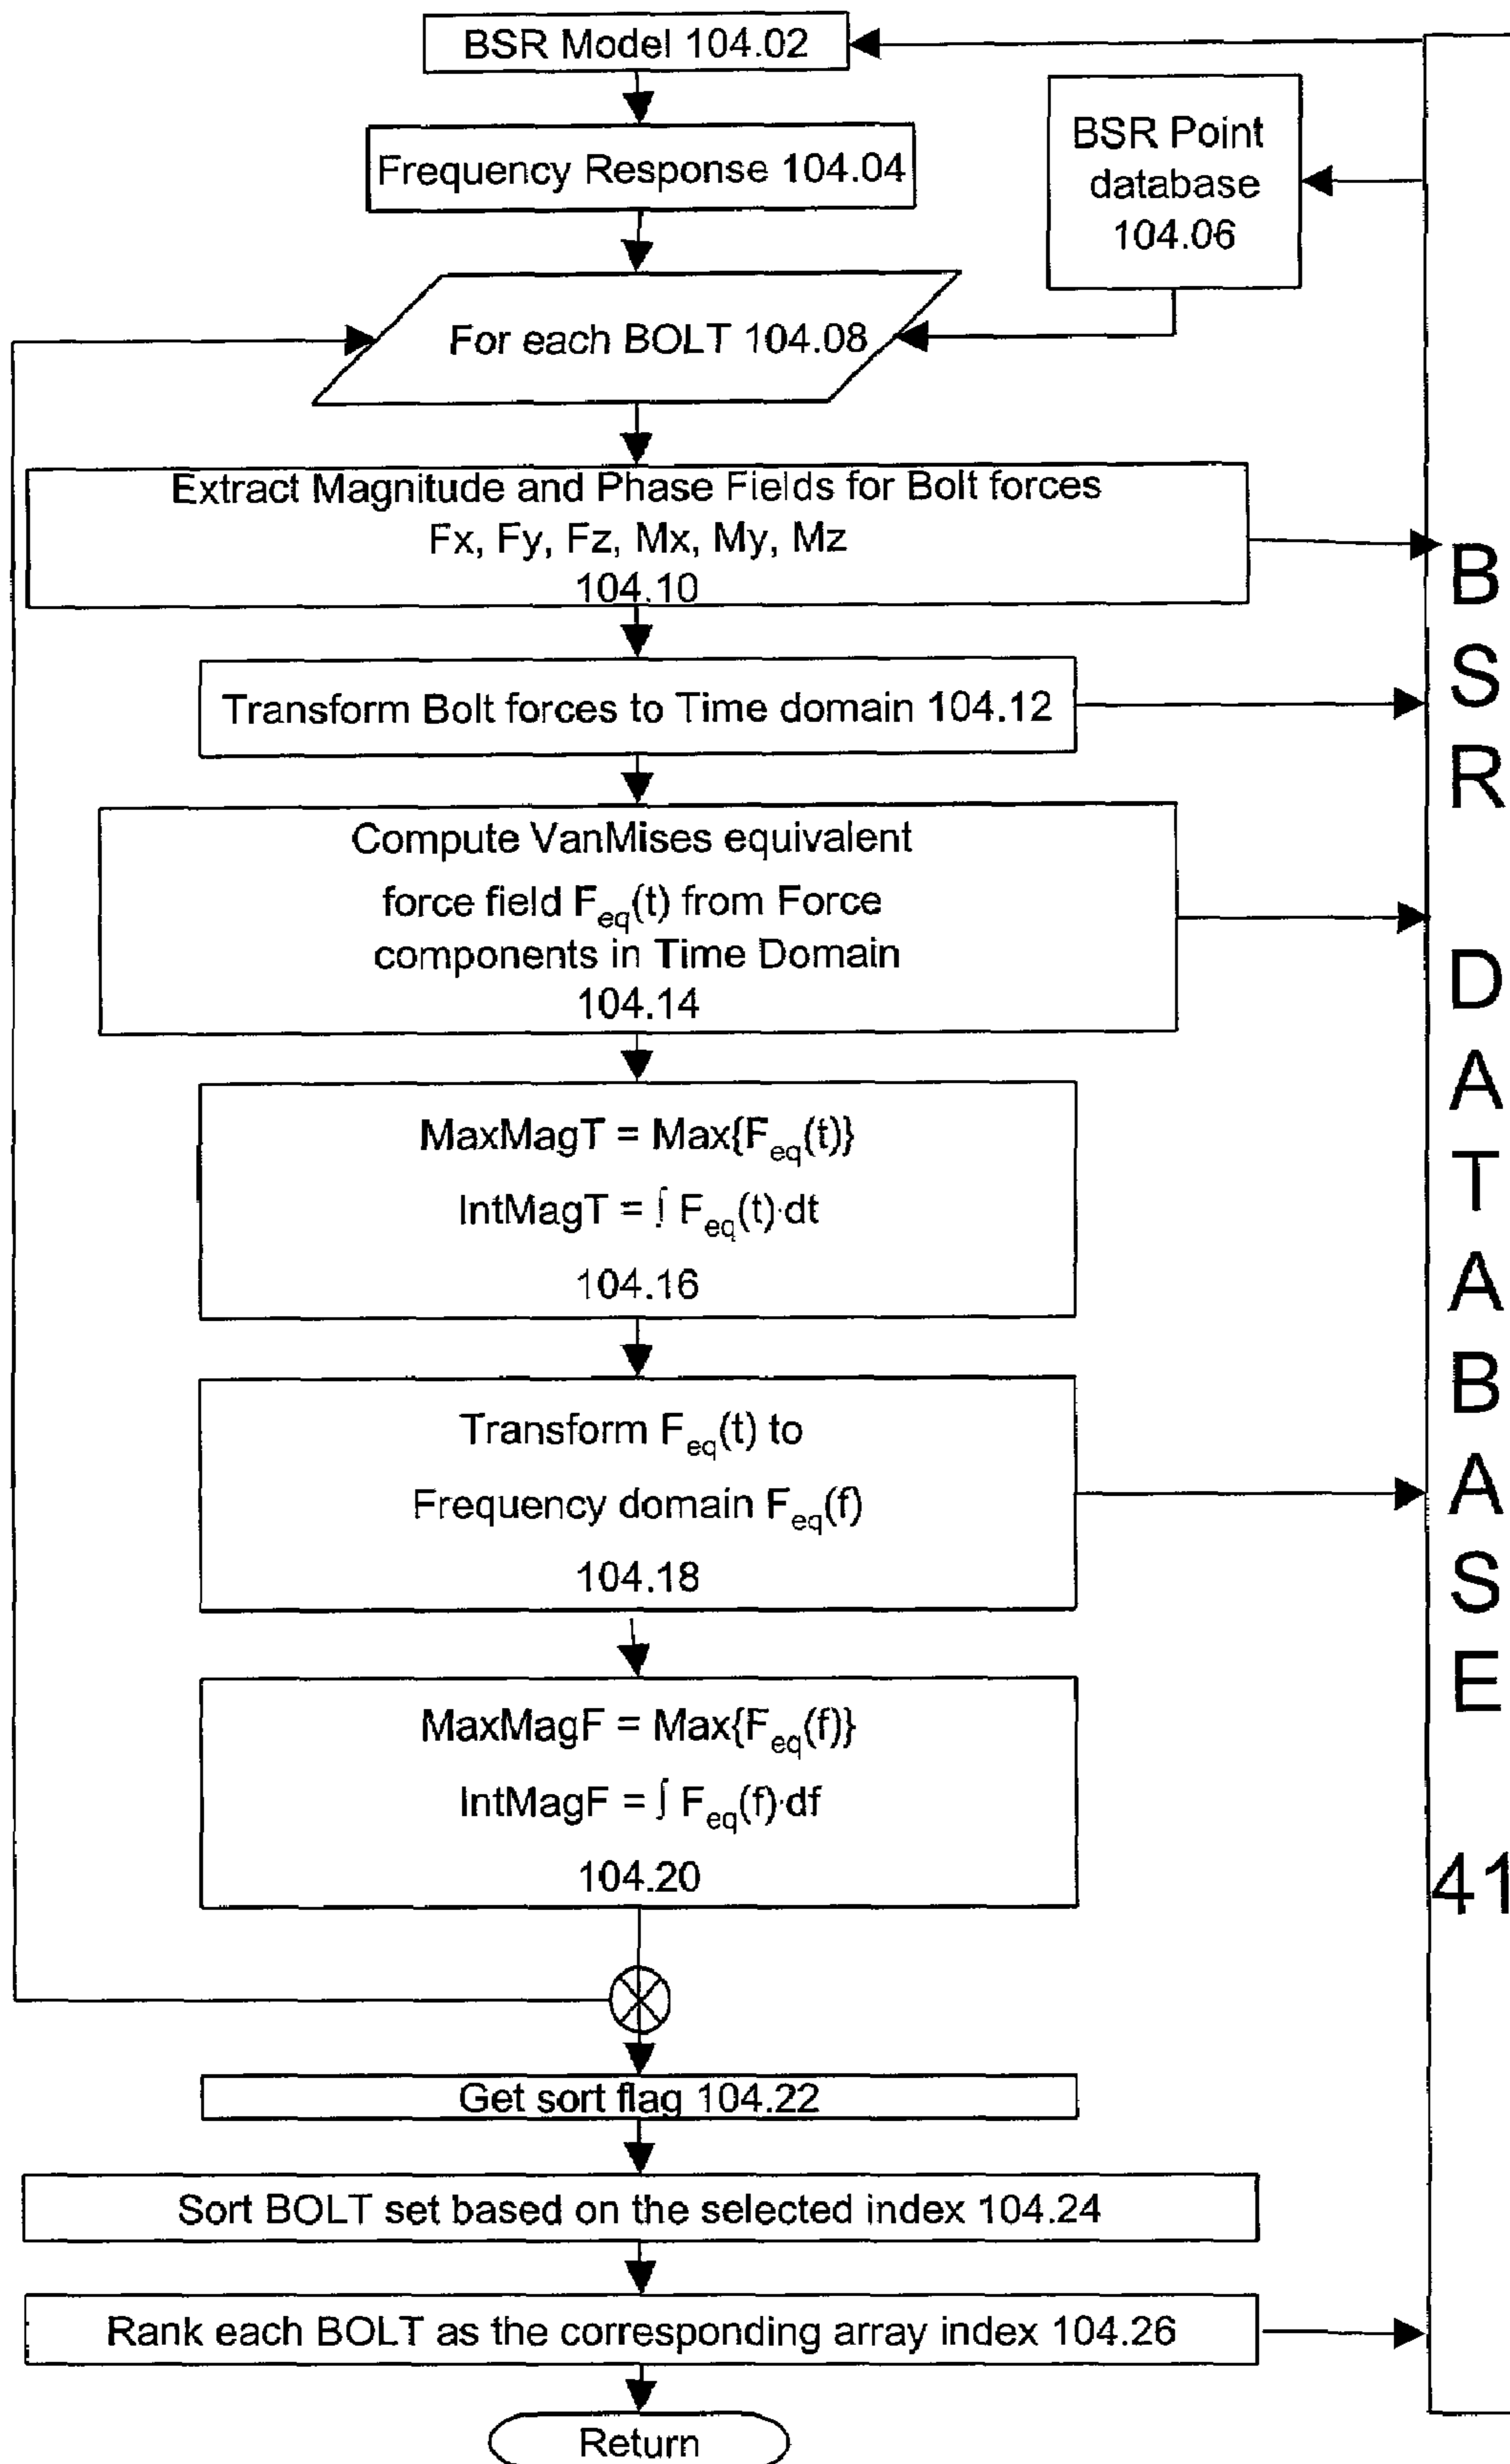 BSR Model 104.02
Frequency Response 104.04
BSR Point
database
104.06
For each BOLT 104.08
Extract Magnitude and Phase Fields for Bolt forces
Fx, Fy, Fz, Mx, My, Mz
104.10
Transform Bolt forces to Time domain 104.12
Compute VanMises equivalent
force field Feq(t) from Force
components in Time Domain
104.14
MaxMagT = Max{Feq(t)}
IntMagT = ∫ Feq(t)·dt
104.16
Transform Feq(t) to
Frequency domain Feq(f)
104.18
MaxMagF = Max{Feq(f)}
IntMagF = ∫ Feq(f)·df
104.20
Get sort flag 104.22
Sort BOLT set based on the selected index 104.24
Rank each BOLT as the corresponding array index 104.26
Return
B
S
R
D
A
T
A
B
A
S
E
41